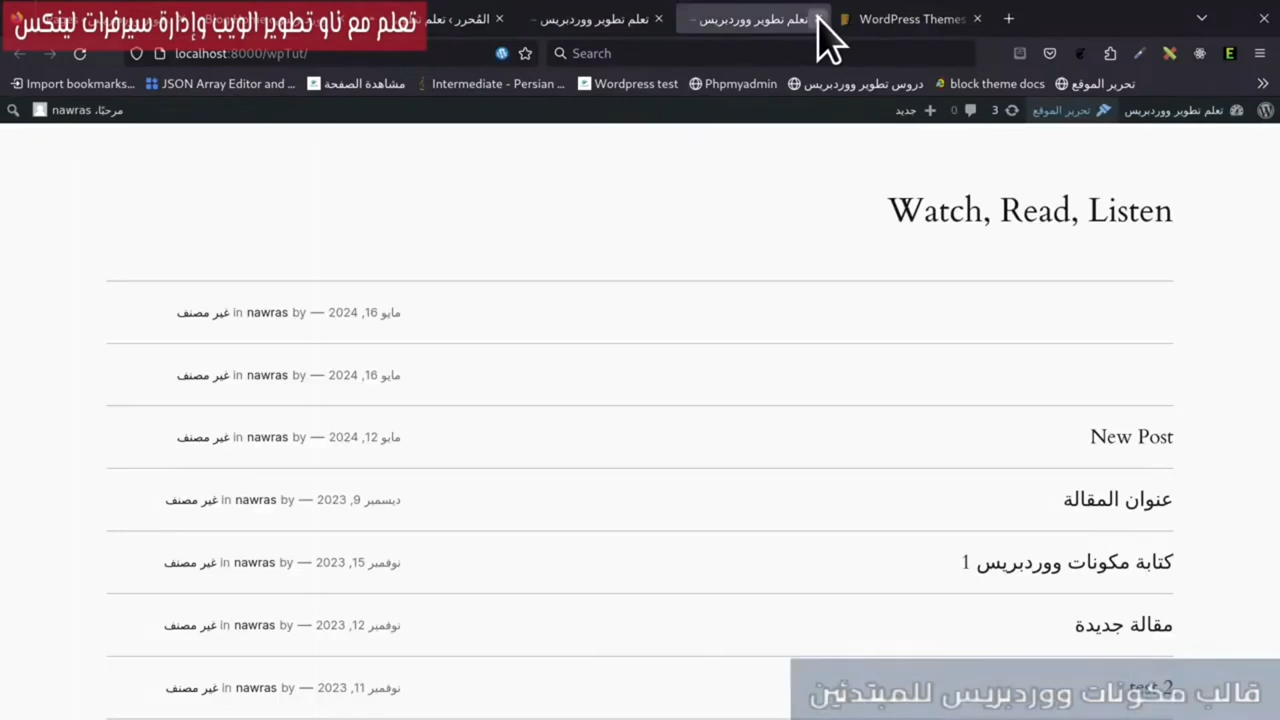 تعلم مع ناو تطوير الويب وإدارة سيرفرات لينكس
المُحرر ‹ تعلم
تعلم تطوير ووردبريس —
تعلم تطوير ووردبريس —
WordPress Themes
localhost:8000/wpTut/
Search
Import bookmarks...
JSON Array Editor and ...
مشاهدة الصفحة
Intermediate - Persian ...
Wordpress test
Phpmyadmin
دروس تطوير ووردبريس
block theme docs
تحرير الموقع
تعلم تطوير ووردبريس
تحرير الموقع
3
0
جديد
مرحبًا، nawras
Watch, Read, Listen
مايو 16, 2024 — by nawras in غير مصنف
مايو 16, 2024 — by nawras in غير مصنف
New Post
مايو 12, 2024 — by nawras in غير مصنف
عنوان المقالة
ديسمبر 9, 2023 — by nawras in غير مصنف
كتابة مكونات ووردبريس 1
نوفمبر 15, 2023 — by nawras in غير مصنف
مقالة جديدة
نوفمبر 12, 2023 — by nawras in غير مصنف
test 2
نوفمبر 11, 2023 — by nawras in غير مصنف
قالب مكونات ووردبريس للمبتدئين